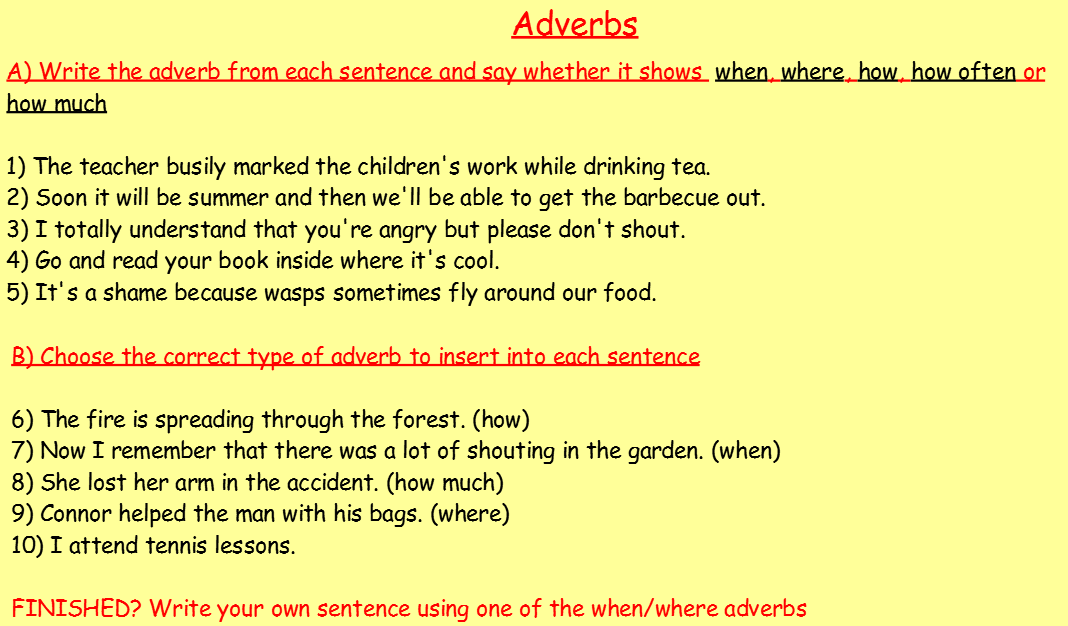 Adverbs
A) Write the adverb from each sentence and say whether it shows when, where, how, how often or
how much
1) The teacher busily marked the children's work while drinking tea.
2) Soon it will be summer and then we'll be able to get the barbecue out.
3) I totally understand that you're angry but please don't shout.
4) Go and read your book inside where it's cool.
5) It's a shame because wasps sometimes fly around our food.
B) Choose the correct type of adverb to insert into each sentence
6) The fire is spreading through the forest. (how)
7) Now I remember that there was a lot of shouting in the garden. (when)
8) She lost her arm in the accident. (how much)
9) Connor helped the man with his bags. (where)
10) I attend tennis lessons.
FINISHED? Write your own sentence using one of the when/where adverbs